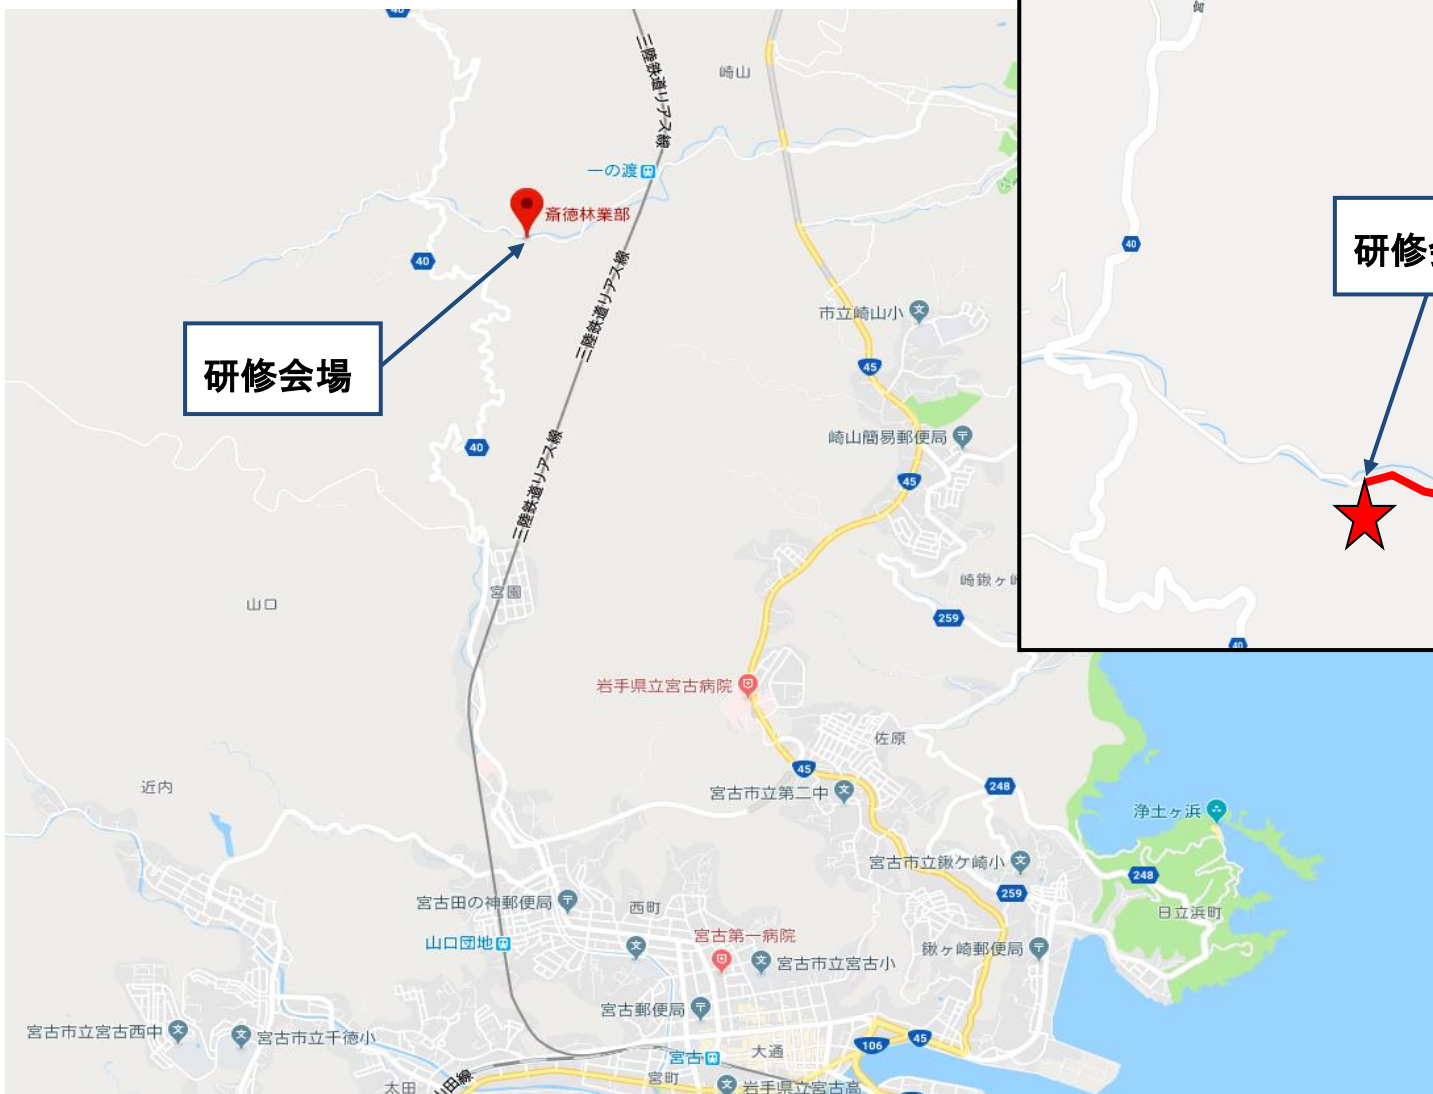 40
宮
三陸鉄道リアス線
崎山
一の渡
斎徳林業部
40
40
研修会
三陸鉄道リアス線
市立崎山小
研修会場
45
崎山簡易郵便局
40
三陸鉄道リアス線
45
宮園
崎鍬ヶ
山口
259
40
岩手県立宮古病院
佐原
45
近内
宮古市立第二中
248
浄土ヶ浜
宮古市立鍬ケ崎小
248
259
宮古田の神郵便局
西町
日立浜町
山口団地
宮古第一病院
鍬ヶ崎郵便局
宮古市立宮古小
宮古郵便局
宮古市立宮古西中
宮古市立千徳小
106
45
宮古
大通
太田
山田線
宮町
岩手県立宮古高